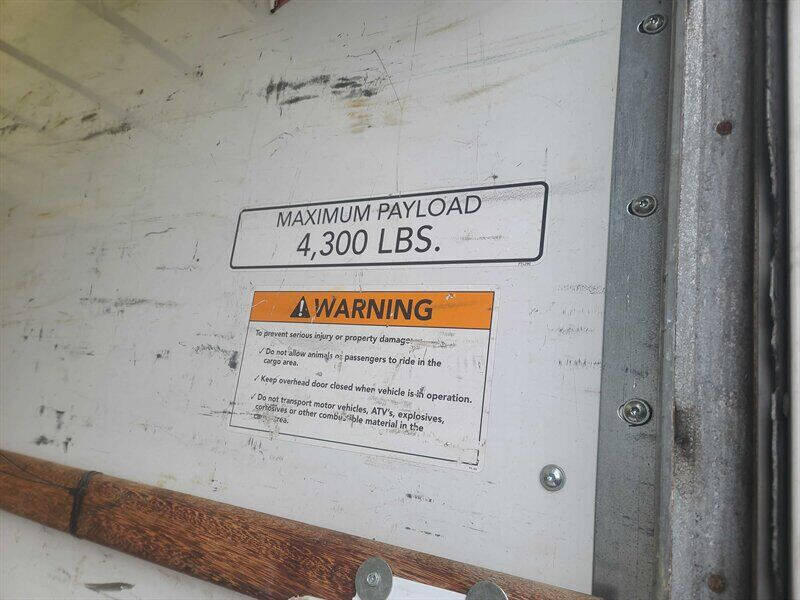 MAXIMUM PAYLOAD
4,300 LBS.
WARNING
To prevent serious injury or property damage:
✓ Do not allow animals or passengers to ride in the
cargo area.
✓ Keep overhead door closed when vehicle is in operation.
✓ Do not transport motor vehicles, ATV's, explosives,
corrosives or other combustible material in the
cargo area.